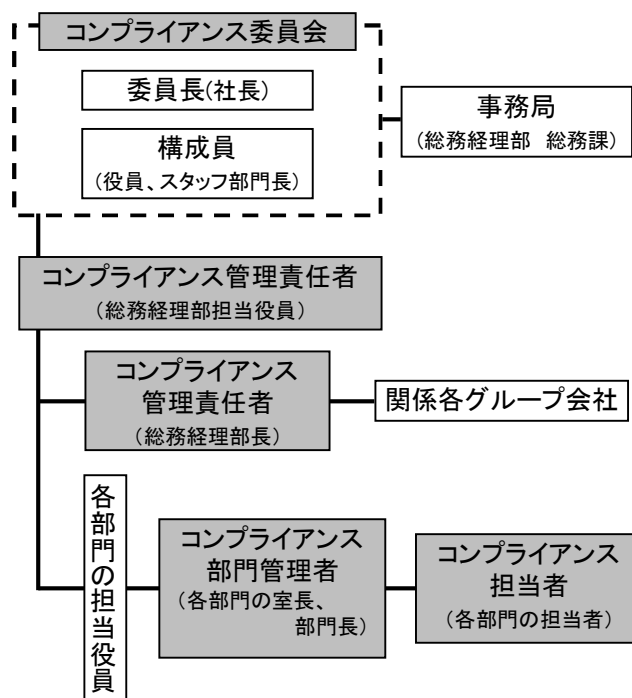 コンプライアンス委員会
委員長(社長)
構成員
(役員、スタッフ部門長)
事務局
(総務経理部　総務課)
コンプライアンス管理責任者
(総務経理部担当役員)
コンプライアンス
管理責任者
(総務経理部長)
関係各グループ会社
各部門の担当役員
コンプライアンス
部門管理者
(各部門の室長、
部門長)
コンプライアンス
担当者
(各部門の担当者)